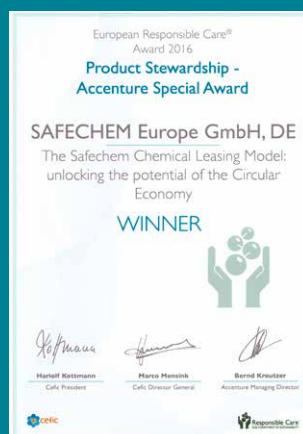 European Responsible Care®
Award 2016
Product Stewardship -
Accenture Special Award
SAFECHEM Europe GmbH, DE
The Safechem Chemical Leasing Model:
unlocking the potential of the Circular
Economy
WINNER
Hariolf Kottmann
Cefic President
Marco Mensink
Cefic Director General
Bernd Kreutzer
Accenture Managing Director
cefic
Responsible Care